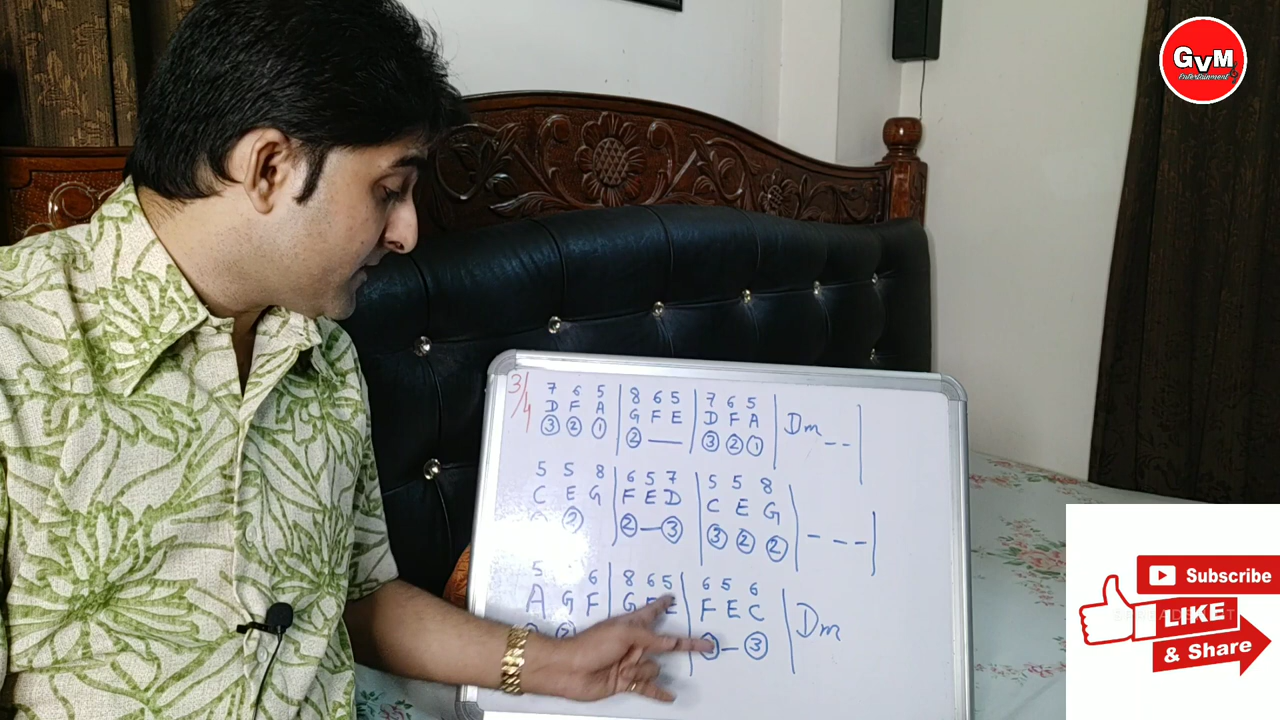 GVM
Entertainment
3/4
7 6 5 | 8 6 5 | 7 6 5 |
D F A | G F E | D F A | Dm -- |
③ ② ① | ② — | ③ ② ① |
5 5 8 | 6 5 7 | 5 5 8 |
C E G | F E D | C E G | --- |
② | ② — ③ | ③ ② ② |
5 6 | 8 6 5 | 6 5 6 |
A G F | G F E | F E C | Dm
② | — ③ |
Subscribe
LIKE
& Share